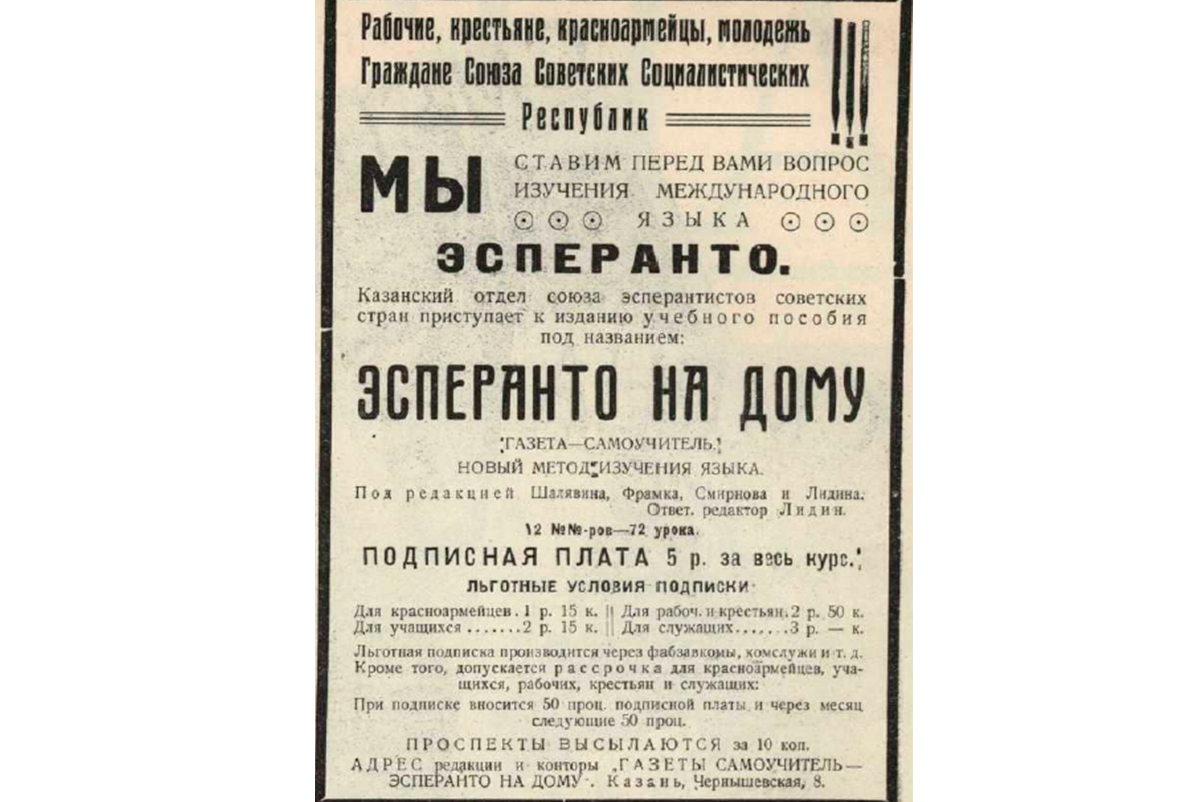 Рабочие, крестьяне, красноармейцы, молодежь
Граждане Союза Советских Социалистических
Республик !!!
МЫ СТАВИМ ПЕРЕД ВАМИ ВОПРОС
ИЗУЧЕНИЯ МЕЖДУНАРОДНОГО
ЯЗЫКА
ЭСПЕРАНТО.
Казанский отдел союза эсперантистов советских
стран приступает к изданию учебного пособия
под названием:
ЭСПЕРАНТО НА ДОМУ
"ГАЗЕТА—САМОУЧИТЕЛЬ."
НОВЫЙ МЕТОД ИЗУЧЕНИЯ ЯЗЫКА.
Под редакцией Шалявина, Фрамка, Смирнова и Лидина.
Ответ. редактор Лидин.
12 №№-ров—72 урока.
ПОДПИСНАЯ ПЛАТА 5 р. за весь курс.
ЛЬГОТНЫЕ УСЛОВИЯ ПОДПИСКИ
Для красноармейцев. 1 р. 15 к. || Для рабоч. и крестьян. 2 р. 50 к.
Для учащихся .......2 р. 15 к. || Для служащих.......3 р. — к.
Льготная подписка производится через фабзавкомы, комслужи и т. д.
Кроме того, допускается рассрочка для красноармейцев, уча-
щихся, рабочих, крестьян и служащих:
При подписке вносится 50 проц. подписной платы и через месяц
следующие 50 проц.
ПРОСПЕКТЫ ВЫСЫЛАЮТСЯ за 10 коп.
АДРЕС редакции и конторы „ГАЗЕТЫ САМОУЧИТЕЛЬ—
ЭСПЕРАНТО НА ДОМУ". Казань, Чернышевская, 8.